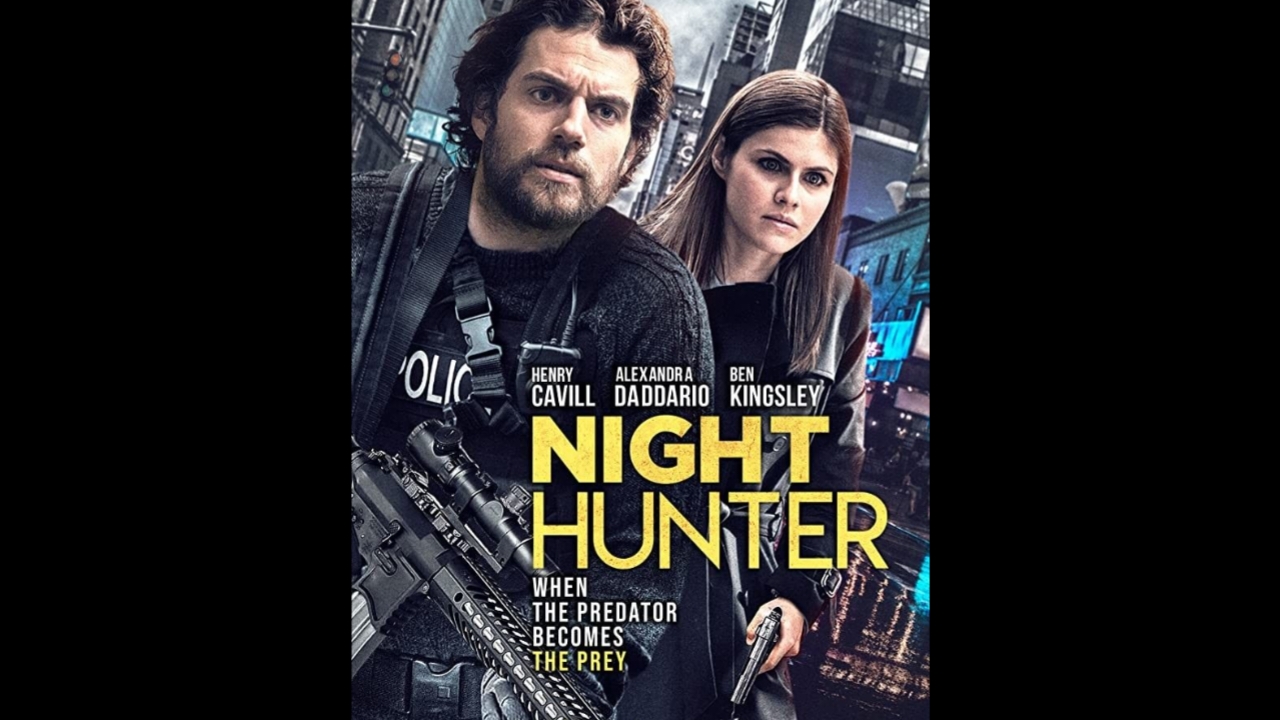 HENRY ALEXANDRA BEN
CAVILL DADDARIO KINGSLEY
NIGHT
HUNTER
WHEN
THE PREDATOR
BECOMES
THE PREY
POLIC